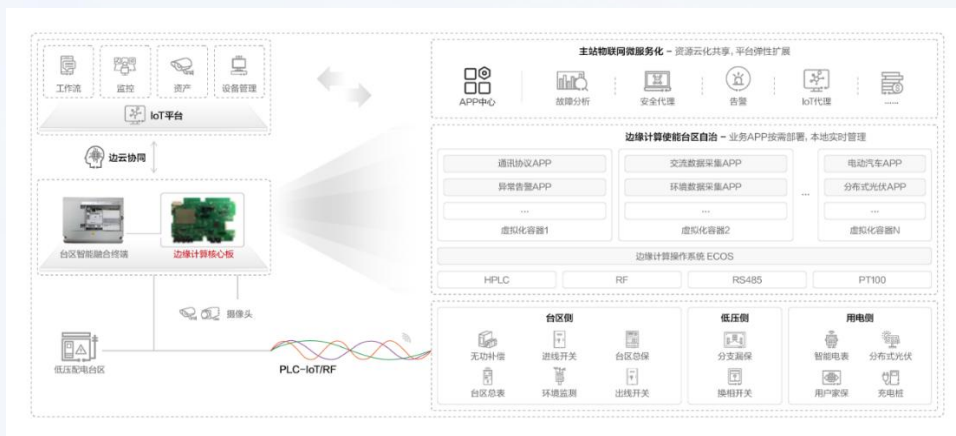 工作流 监控 资产 设备管理
IoT平台
边云协同
台区智能融合终端 边缘计算核心板
摄像头
低压配电台区
PLC-IoT/RF
主站物联网微服务化 – 资源云化共享, 平台弹性扩展
APP中心 故障分析 安全代理 告警 IoT代理 ......
边缘计算使能台区自治 – 业务APP按需部署, 本地实时管理
通讯协议APP 交流数据采集APP 电动汽车APP
异常告警APP 环境数据采集APP ... 分布式光伏APP
... ... ...
虚拟化容器1 虚拟化容器2 虚拟化容器N
边缘计算操作系统 ECOS
HPLC RF RS485 PT100
台区侧 低压侧 用电侧
无功补偿 进线开关 台区总保 分支漏保 智能电表 分布式光伏
台区总表 环境监测 出线开关 换相开关 用户家保 充电桩